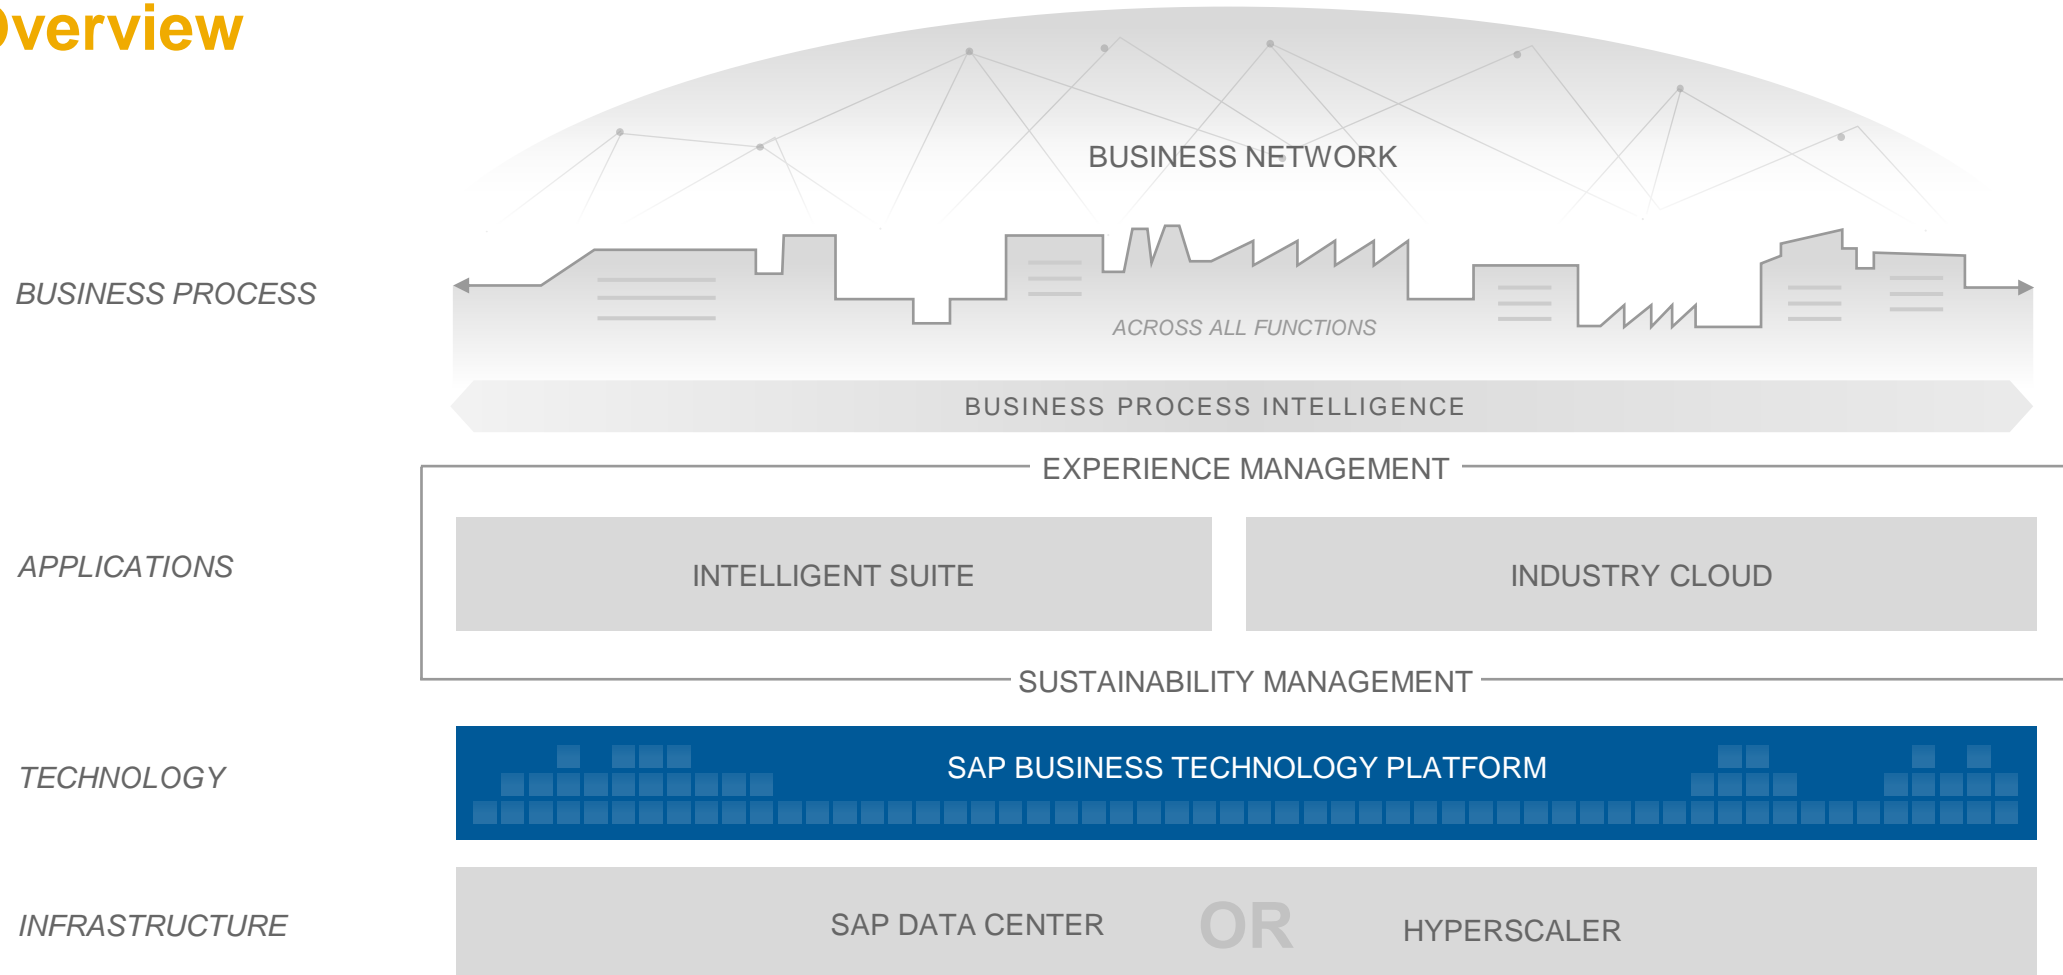 Overview
BUSINESS NETWORK
BUSINESS PROCESS
ACROSS ALL FUNCTIONS
BUSINESS PROCESS INTELLIGENCE
EXPERIENCE MANAGEMENT
APPLICATIONS
INTELLIGENT SUITE
INDUSTRY CLOUD
SUSTAINABILITY MANAGEMENT
TECHNOLOGY
SAP BUSINESS TECHNOLOGY PLATFORM
INFRASTRUCTURE
SAP DATA CENTER
OR
HYPERSCALER